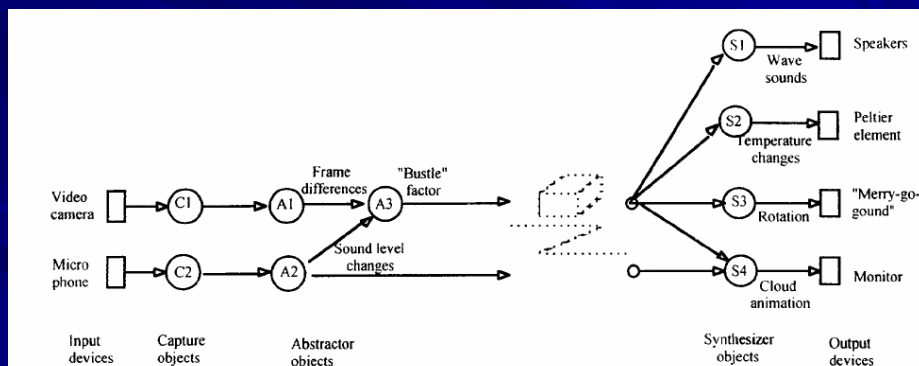 S1
Speakers
Wave
sounds
S2
Peltier
element
Temperature
changes
Frame
differences
"Bustle"
factor
Video
camera
C1
A1
A3
S3
"Merry-go-
gound"
Rotation
Sound level
changes
Micro
phone
C2
A2
S4
Monitor
Cloud
animation
Input
devices
Capture
objects
Abstractor
objects
Synthesizer
objects
Output
devices